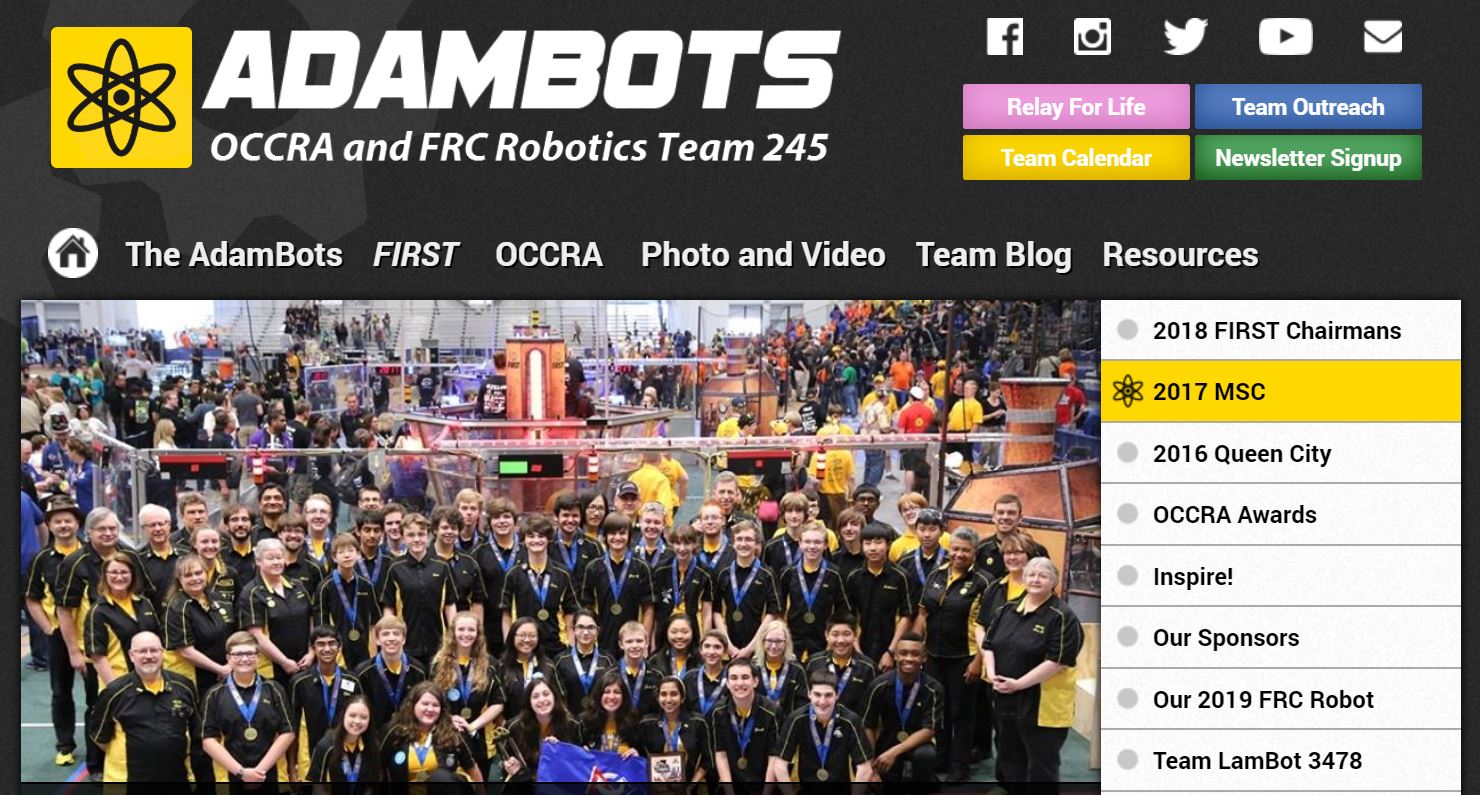 ADAMBOTS
OCCRA and FRC Robotics Team 245
Relay For Life
Team Outreach
Team Calendar
Newsletter Signup
The AdamBots
FIRST
OCCRA
Photo and Video
Team Blog
Resources
2018 FIRST Chairmans
2017 MSC
2016 Queen City
OCCRA Awards
Inspire!
Our Sponsors
Our 2019 FRC Robot
Team LamBot 3478